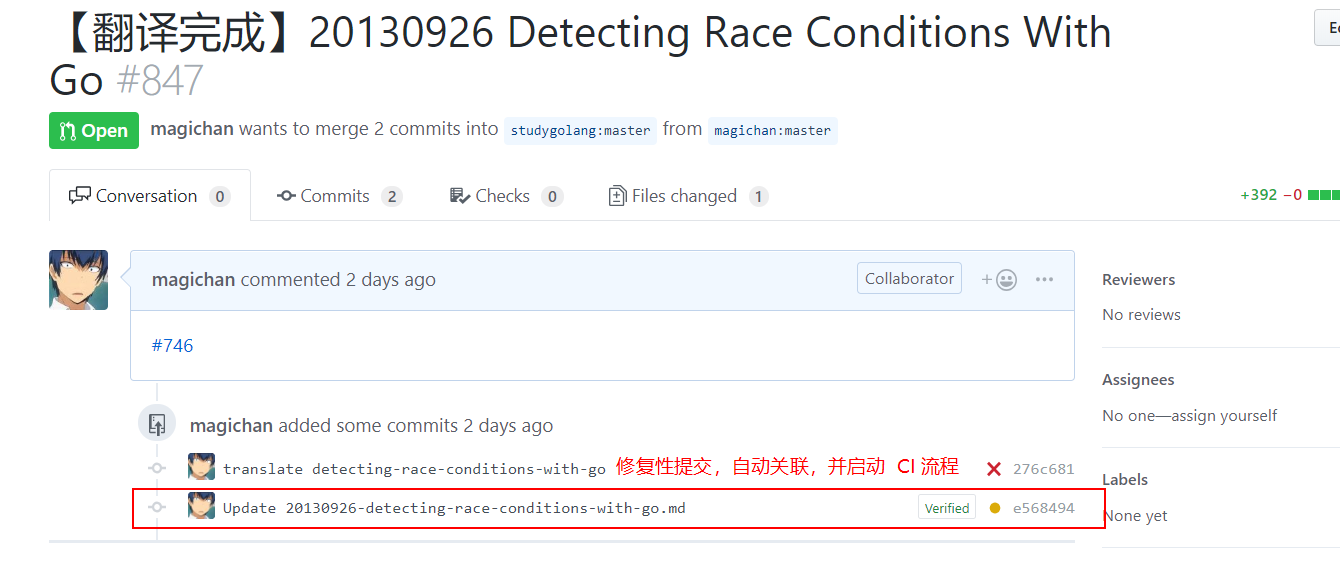 【翻译完成】20130926 Detecting Race Conditions With
Go #847
Open magichan wants to merge 2 commits into studygolang:master from magichan:master
Conversation 0 Commits 2 Checks 0 Files changed 1 +392 −0
magichan commented 2 days ago Collaborator
#746
Reviewers
No reviews
Assignees
No one—assign yourself
magichan added some commits 2 days ago
translate detecting-race-conditions-with-go 修复性提交，自动关联，并启动 CI 流程 276c681
Update 20130926-detecting-race-conditions-with-go.md Verified e568494
Labels
None yet